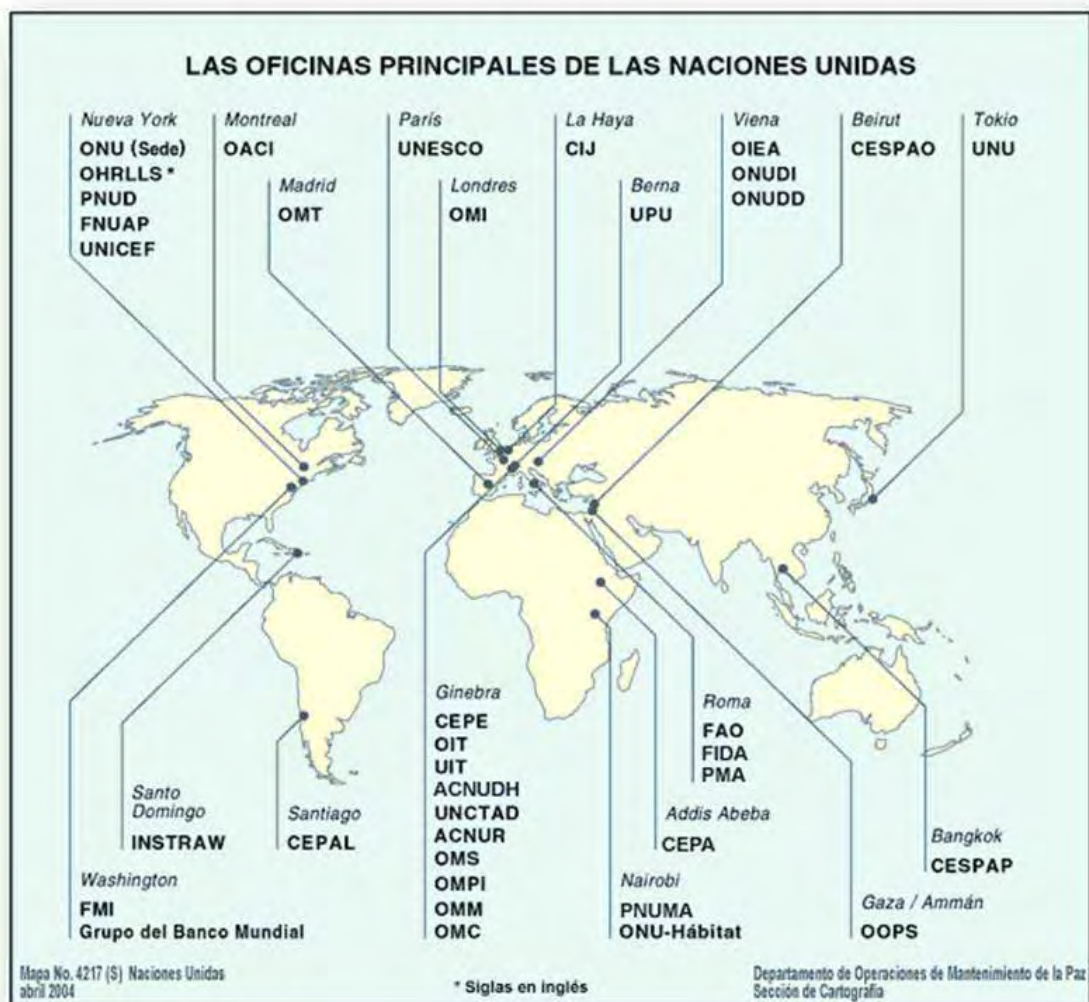 LAS OFICINAS PRINCIPALES DE LAS NACIONES UNIDAS
Nueva York
ONU (Sede)
OHRLLS *
PNUD
FNUAP
UNICEF
Montreal
OACI
Madrid
OMT
París
UNESCO
Londres
OMI
La Haya
CIJ
Berna
UPU
Viena
OIEA
ONUDI
ONUDD
Beirut
CESPAO
Tokio
UNU
Washington
FMI
Grupo del Banco Mundial
Santo
Domingo
INSTRAW
Santiago
CEPAL
Ginebra
CEPE
OIT
UIT
ACNUDH
UNCTAD
ACNUR
OMS
OMPI
OMM
OMC
Roma
FAO
FIDA
PMA
Addis Abeba
CEPA
Nairobi
PNUMA
ONU-Hábitat
Bangkok
CESPAP
Gaza / Ammán
OOPS
Mapa No. 4217 (S) Naciones Unidas
abril 2004
* Siglas en inglés
Departamento de Operaciones de Mantenimiento de la Paz
Sección de Cartografía